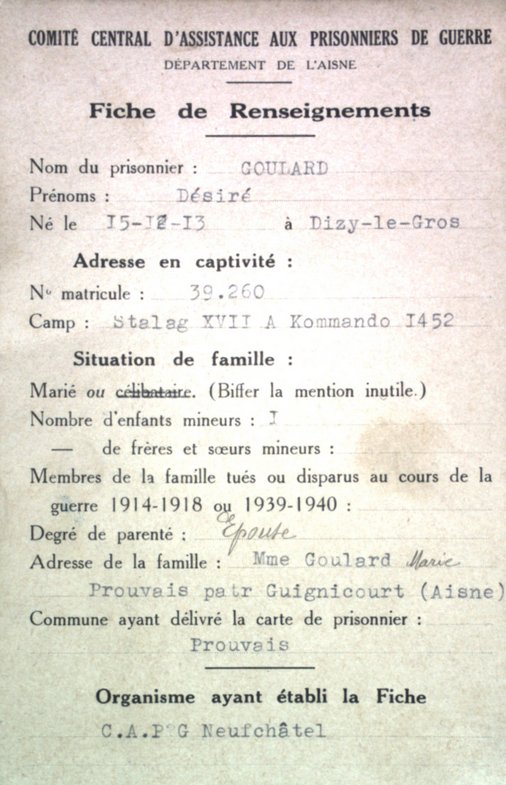 COMITÉ CENTRAL D'ASSISTANCE AUX PRISONNIERS DE GUERRE
DÉPARTEMENT DE L'AISNE
Fiche de Renseignements
Nom du prisonnier : GOULARD
Prénoms : Désiré
Né le I5-I2-I3 à Dizy-le-Gros
Adresse en captivité :
No matricule : 39.260
Camp : Stalag XVII A Kommando I452
Situation de famille :
Marié ou célibataire. (Biffer la mention inutile.)
Nombre d'enfants mineurs : I
— de frères et sœurs mineurs :
Membres de la famille tués ou disparus au cours de la
guerre 1914-1918 ou 1939-1940 :
Degré de parenté : Epouse
Adresse de la famille : Mme Goulard Marie
Prouvais patr Guignicourt (Aisne)
Commune ayant délivré la carte de prisonnier :
Prouvais
Organisme ayant établi la Fiche
C.A.P G Neufchâtel